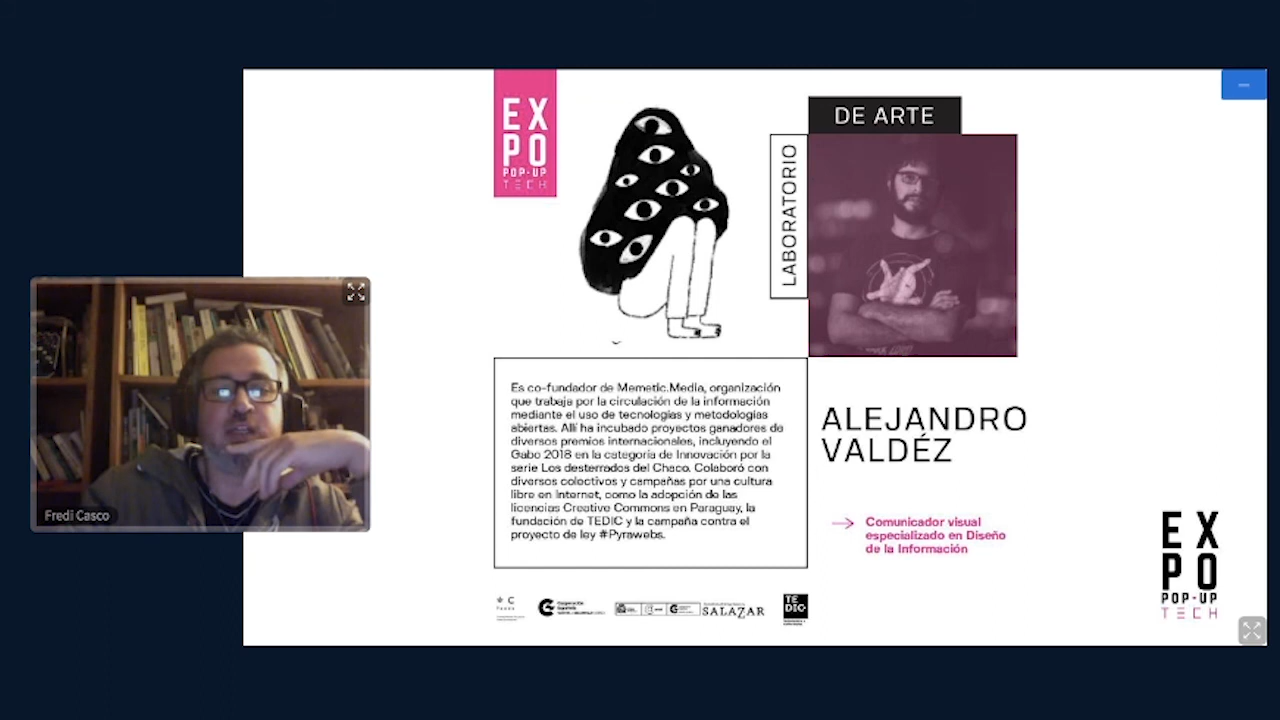 EX
PO
POP-UP
TECH
DE ARTE
LABORATORIO
Es co-fundador de Memetic.Media, organización
que trabaja por la circulación de la información
mediante el uso de tecnologías y metodologías
abiertas. Allí ha incubado proyectos ganadores de
diversos premios internacionales, incluyendo el
Gabo 2018 en la categoría de Innovación por la
serie Los desterrados del Chaco. Colaboró con
diversos colectivos y campañas por una cultura
libre en Internet, como la adopción de las
licencias Creative Commons en Paraguay, la
fundación de TEDIC y la campaña contra el
proyecto de ley #Pyrawebs.
ALEJANDRO
VALDÉZ
Comunicador visual
especializado en Diseño
de la Información
Fredi Casco
Cooperación
Española
SALAZAR
TE
DIC
EX
PO
POP-UP
TECH